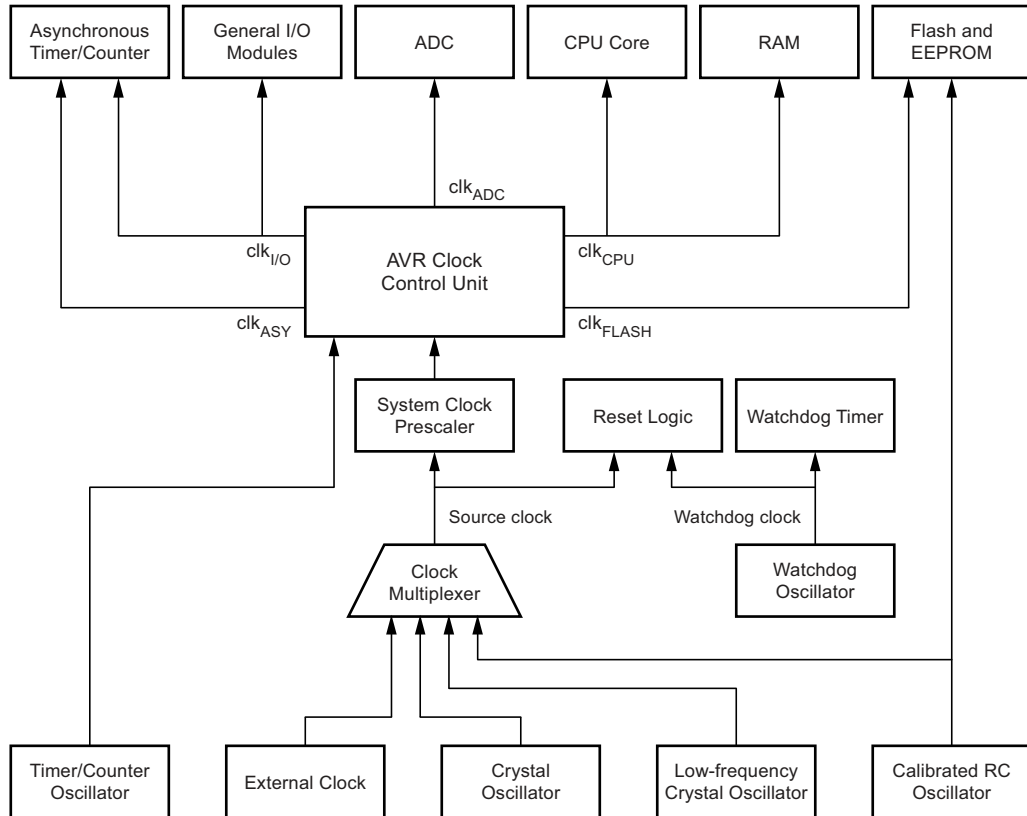 Asynchronous
Timer/Counter
General I/O
Modules
ADC
CPU Core
RAM
Flash and
EEPROM
clkADC
clkI/O
AVR Clock
Control Unit
clkCPU
clkASY
clkFLASH
System Clock
Prescaler
Reset Logic
Watchdog Timer
Source clock
Watchdog clock
Clock
Multiplexer
Watchdog
Oscillator
Timer/Counter
Oscillator
External Clock
Crystal
Oscillator
Low-frequency
Crystal Oscillator
Calibrated RC
Oscillator